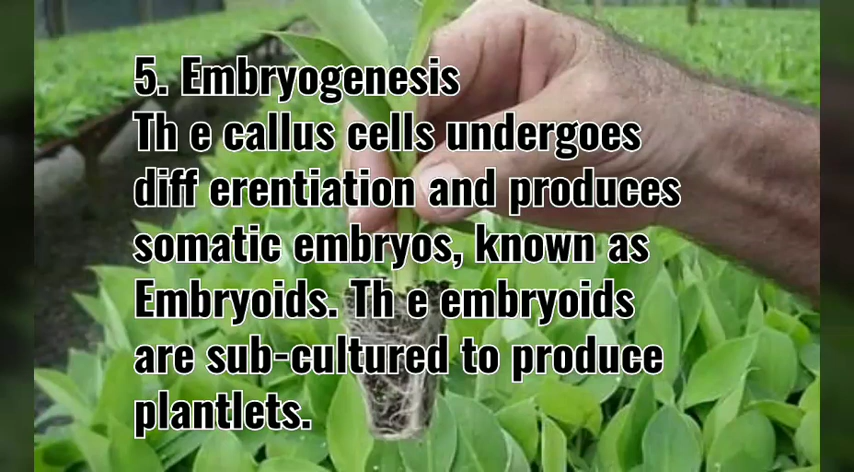 5. Embryogenesis
Th e callus cells undergoes
diff erentiation and produces
somatic embryos, known as
Embryoids. Th e embryoids
are sub-cultured to produce
plantlets.